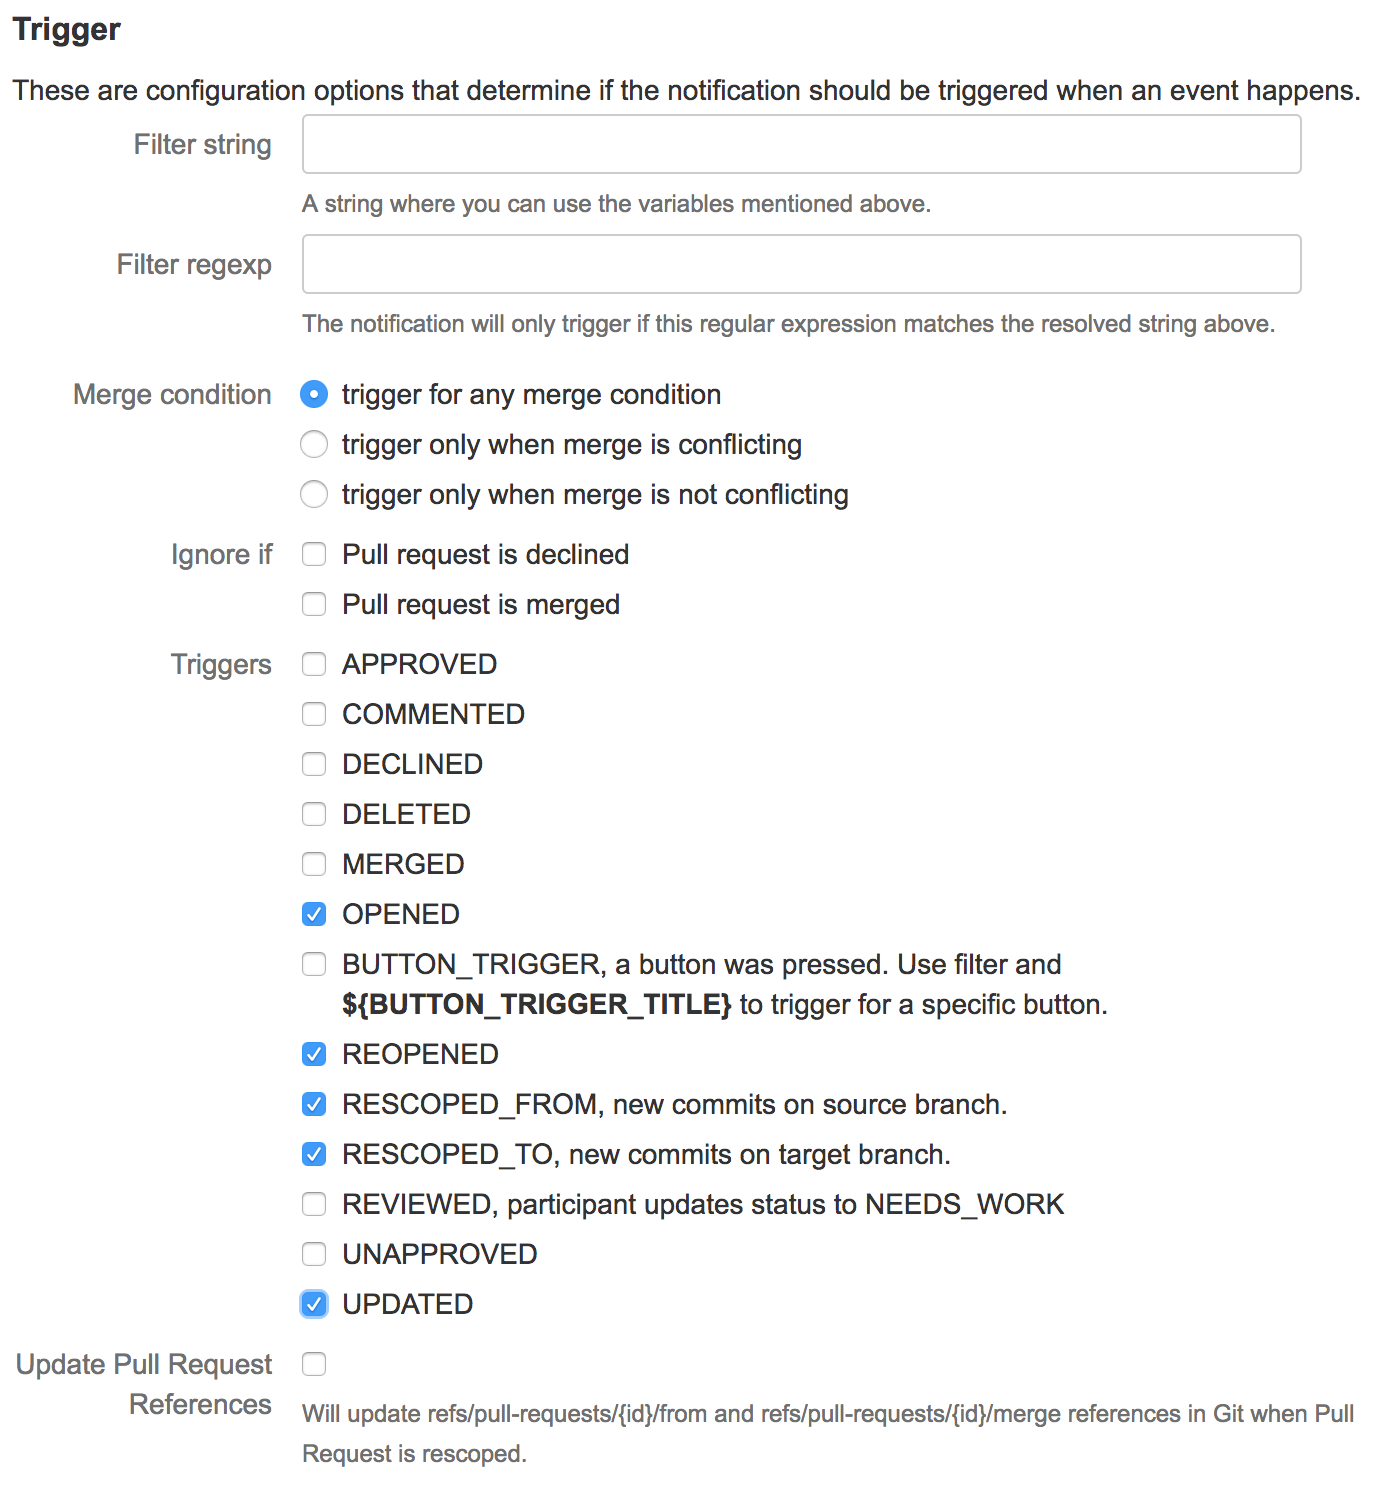 Trigger
These are configuration options that determine if the notification should be triggered when an event happens.
Filter string
A string where you can use the variables mentioned above.
Filter regexp
The notification will only trigger if this regular expression matches the resolved string above.
Merge condition
trigger for any merge condition
trigger only when merge is conflicting
trigger only when merge is not conflicting
Ignore if
Pull request is declined
Pull request is merged
Triggers
APPROVED
COMMENTED
DECLINED
DELETED
MERGED
OPENED
BUTTON_TRIGGER, a button was pressed. Use filter and
${BUTTON_TRIGGER_TITLE} to trigger for a specific button.
REOPENED
RESCOPED_FROM, new commits on source branch.
RESCOPED_TO, new commits on target branch.
REVIEWED, participant updates status to NEEDS_WORK
UNAPPROVED
UPDATED
Update Pull Request
References
Will update refs/pull-requests/{id}/from and refs/pull-requests/{id}/merge references in Git when Pull
Request is rescoped.